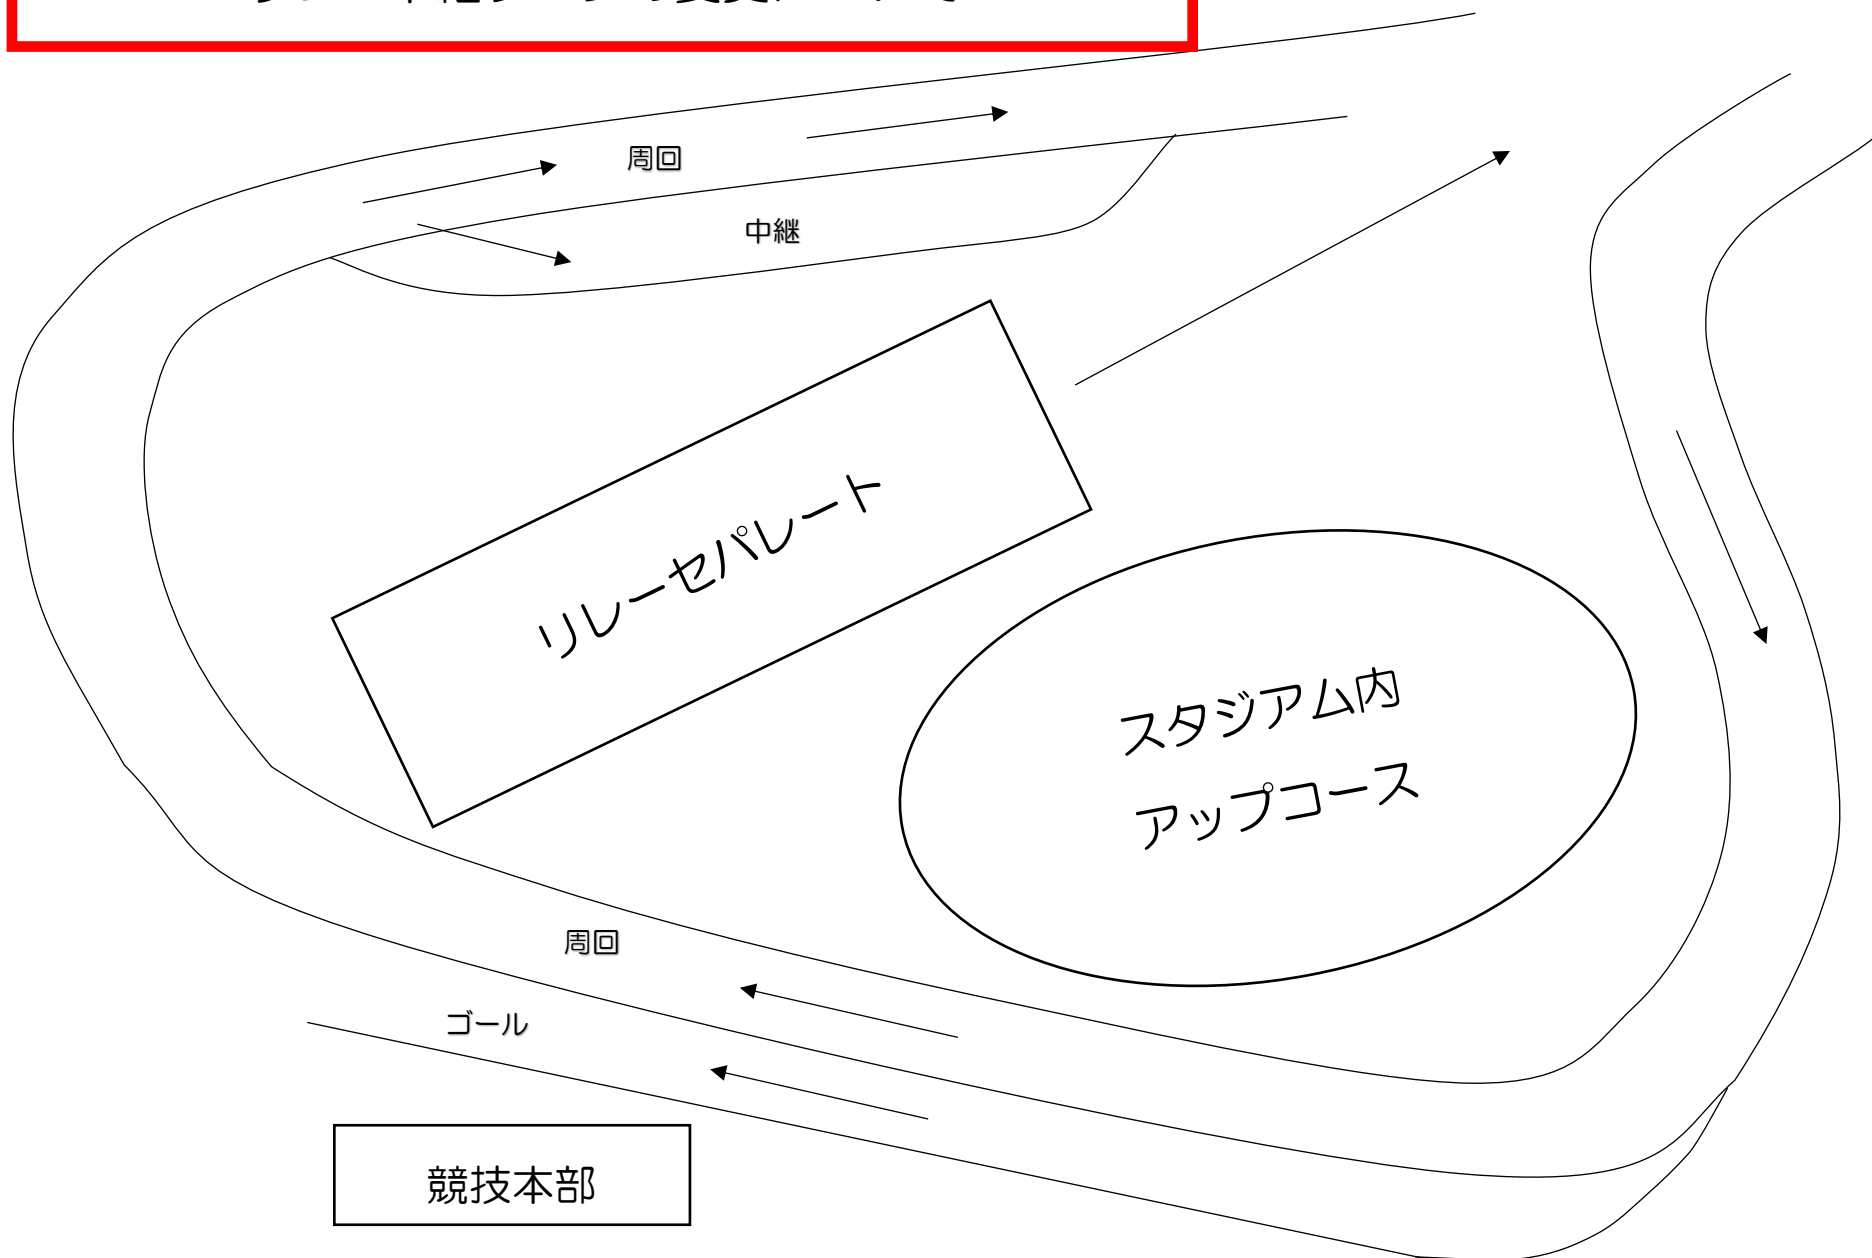 周回
中継
リレーセパレート
スタジアム内
アップコース
周回
ゴール
競技本部